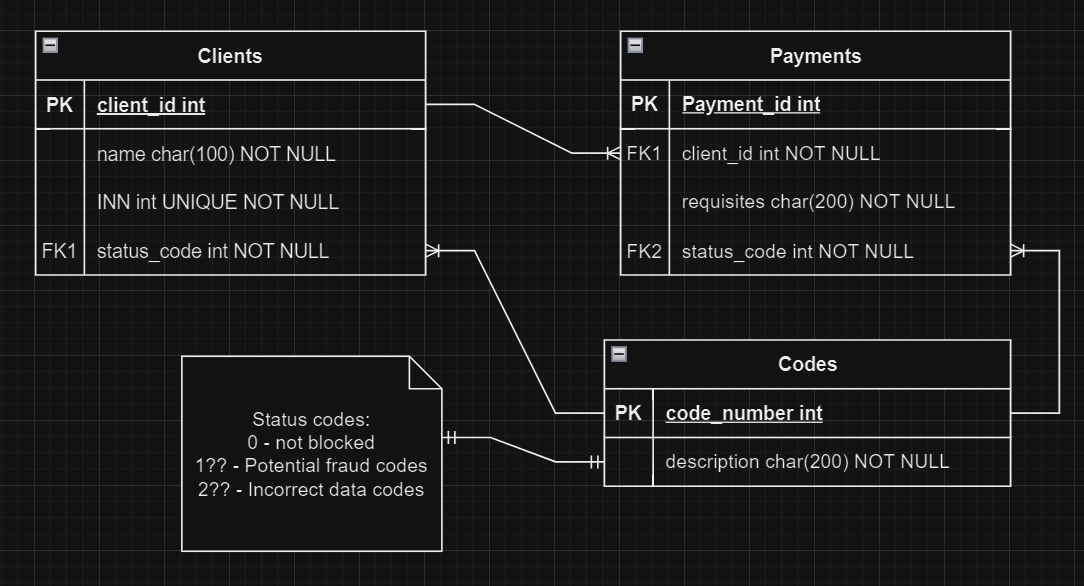 Clients
PK client_id int
name char(100) NOT NULL
INN int UNIQUE NOT NULL
FK1 status_code int NOT NULL
Payments
PK Payment_id int
FK1 client_id int NOT NULL
requisites char(200) NOT NULL
FK2 status_code int NOT NULL
Codes
PK code_number int
description char(200) NOT NULL
Status codes:
0 - not blocked
1?? - Potential fraud codes
2?? - Incorrect data codes